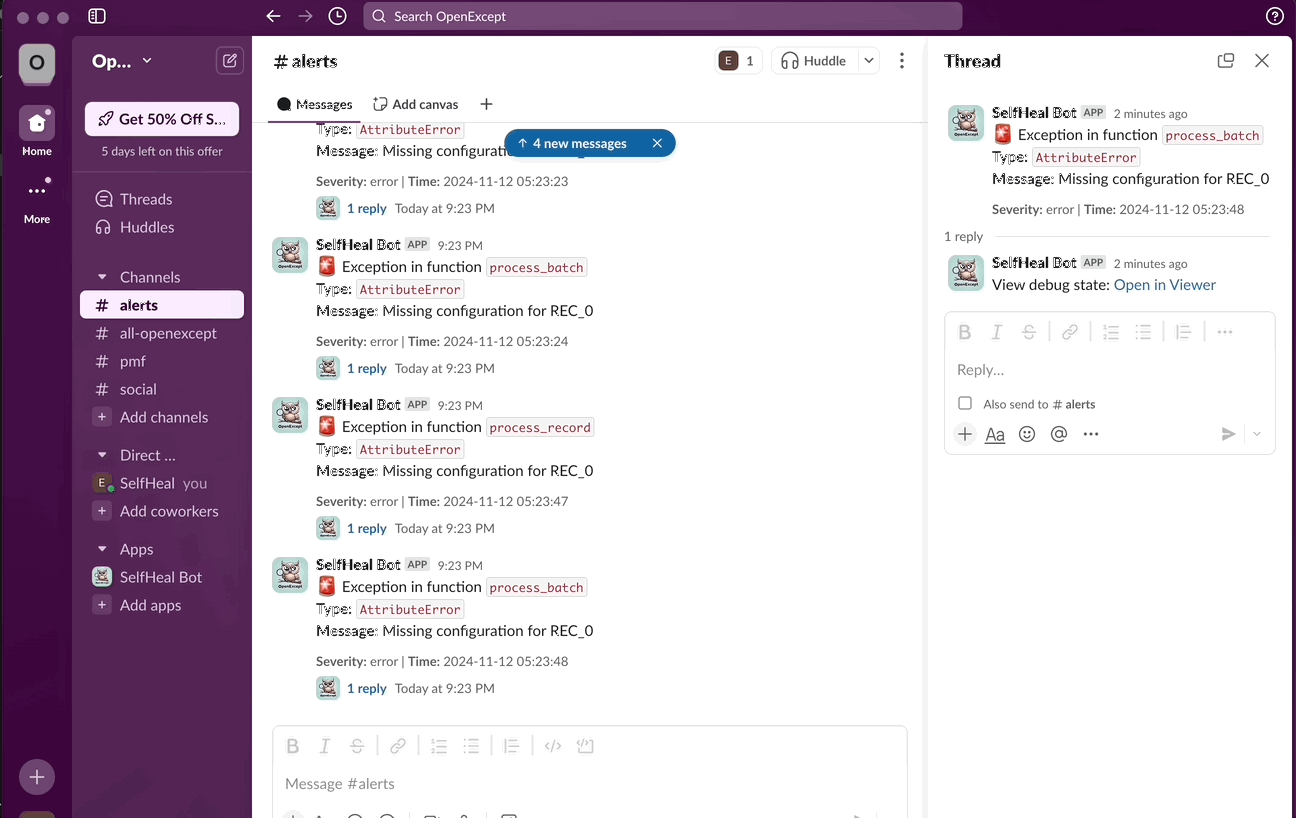 Search OpenExcept
O
Home
More
Op...
Get 50% Off S...
5 days left on this offer
Threads
Huddles
Channels
# alerts
# all-openexcept
# pmf
# social
+ Add channels
Direct ...
E SelfHeal you
+ Add coworkers
Apps
SelfHeal Bot
+ Add apps
# alerts
E 1
Huddle
Messages
Add canvas
Type: AttributeError
Message: Missing configurat
↑ 4 new messages
Severity: error | Time: 2024-11-12 05:23:23
1 reply Today at 9:23 PM
SelfHeal Bot APP 9:23 PM
Exception in function process_batch
Type: AttributeError
Message: Missing configuration for REC_0
Severity: error | Time: 2024-11-12 05:23:24
1 reply Today at 9:23 PM
SelfHeal Bot APP 9:23 PM
Exception in function process_record
Type: AttributeError
Message: Missing configuration for REC_0
Severity: error | Time: 2024-11-12 05:23:47
1 reply Today at 9:23 PM
SelfHeal Bot APP 9:23 PM
Exception in function process_batch
Type: AttributeError
Message: Missing configuration for REC_0
Severity: error | Time: 2024-11-12 05:23:48
1 reply Today at 9:23 PM
B I S
Message #alerts
Thread
SelfHeal Bot APP 2 minutes ago
Exception in function process_batch
Type: AttributeError
Message: Missing configuration for REC_0
Severity: error | Time: 2024-11-12 05:23:48
1 reply
SelfHeal Bot APP 2 minutes ago
View debug state: Open in Viewer
B I S
Reply...
Also send to # alerts
Aa